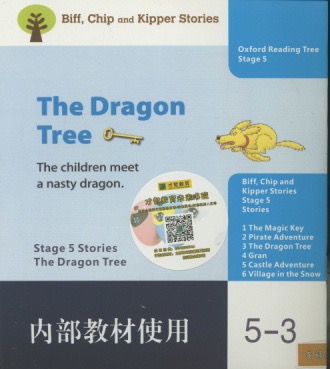 Biff, Chip and Kipper Stories
Oxford Reading Tree
Stage 5
The Dragon
Tree
The children meet
a nasty dragon.
Stage 5 Stories
The Dragon Tree
Biff, Chip and
Kipper Stories
Stage 5
Stories
1 The Magic Key
2 Pirate Adventure
3 The Dragon Tree
4 Gran
5 Castle Adventure
6 Village in the Snow
内部教材使用
5-3